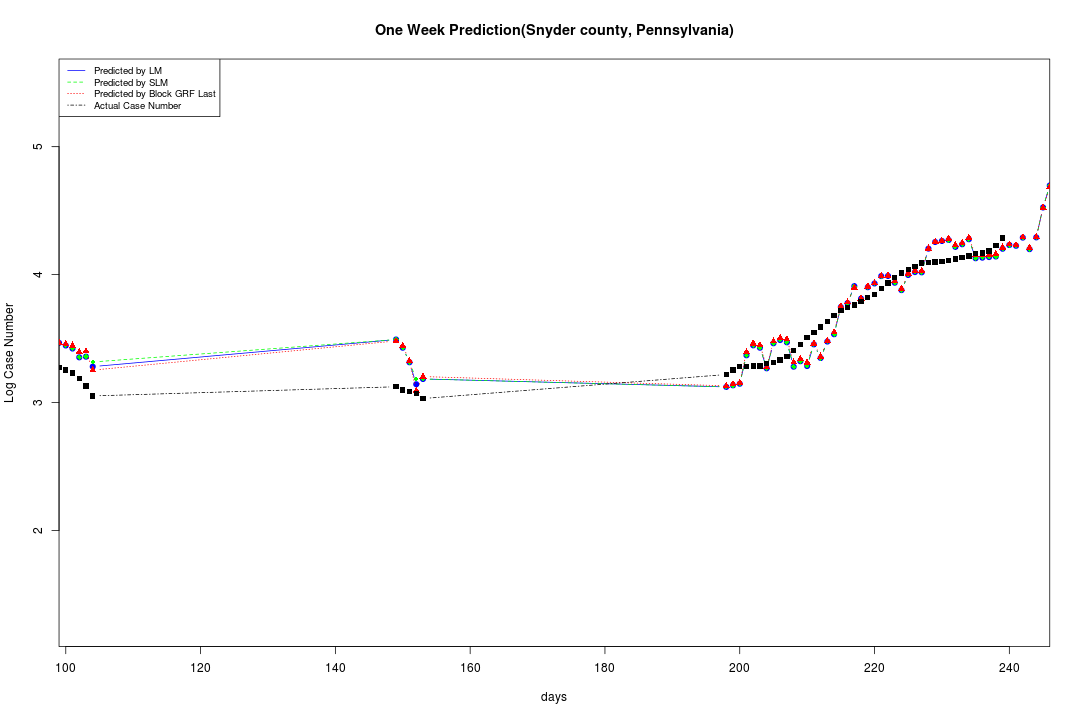 One Week Prediction(Snyder county, Pennsylvania)
Predicted by LM
Predicted by SLM
Predicted by Block GRF Last
Actual Case Number
5
4
3
2
Log Case Number
100 120 140 160 180 200 220 240
days